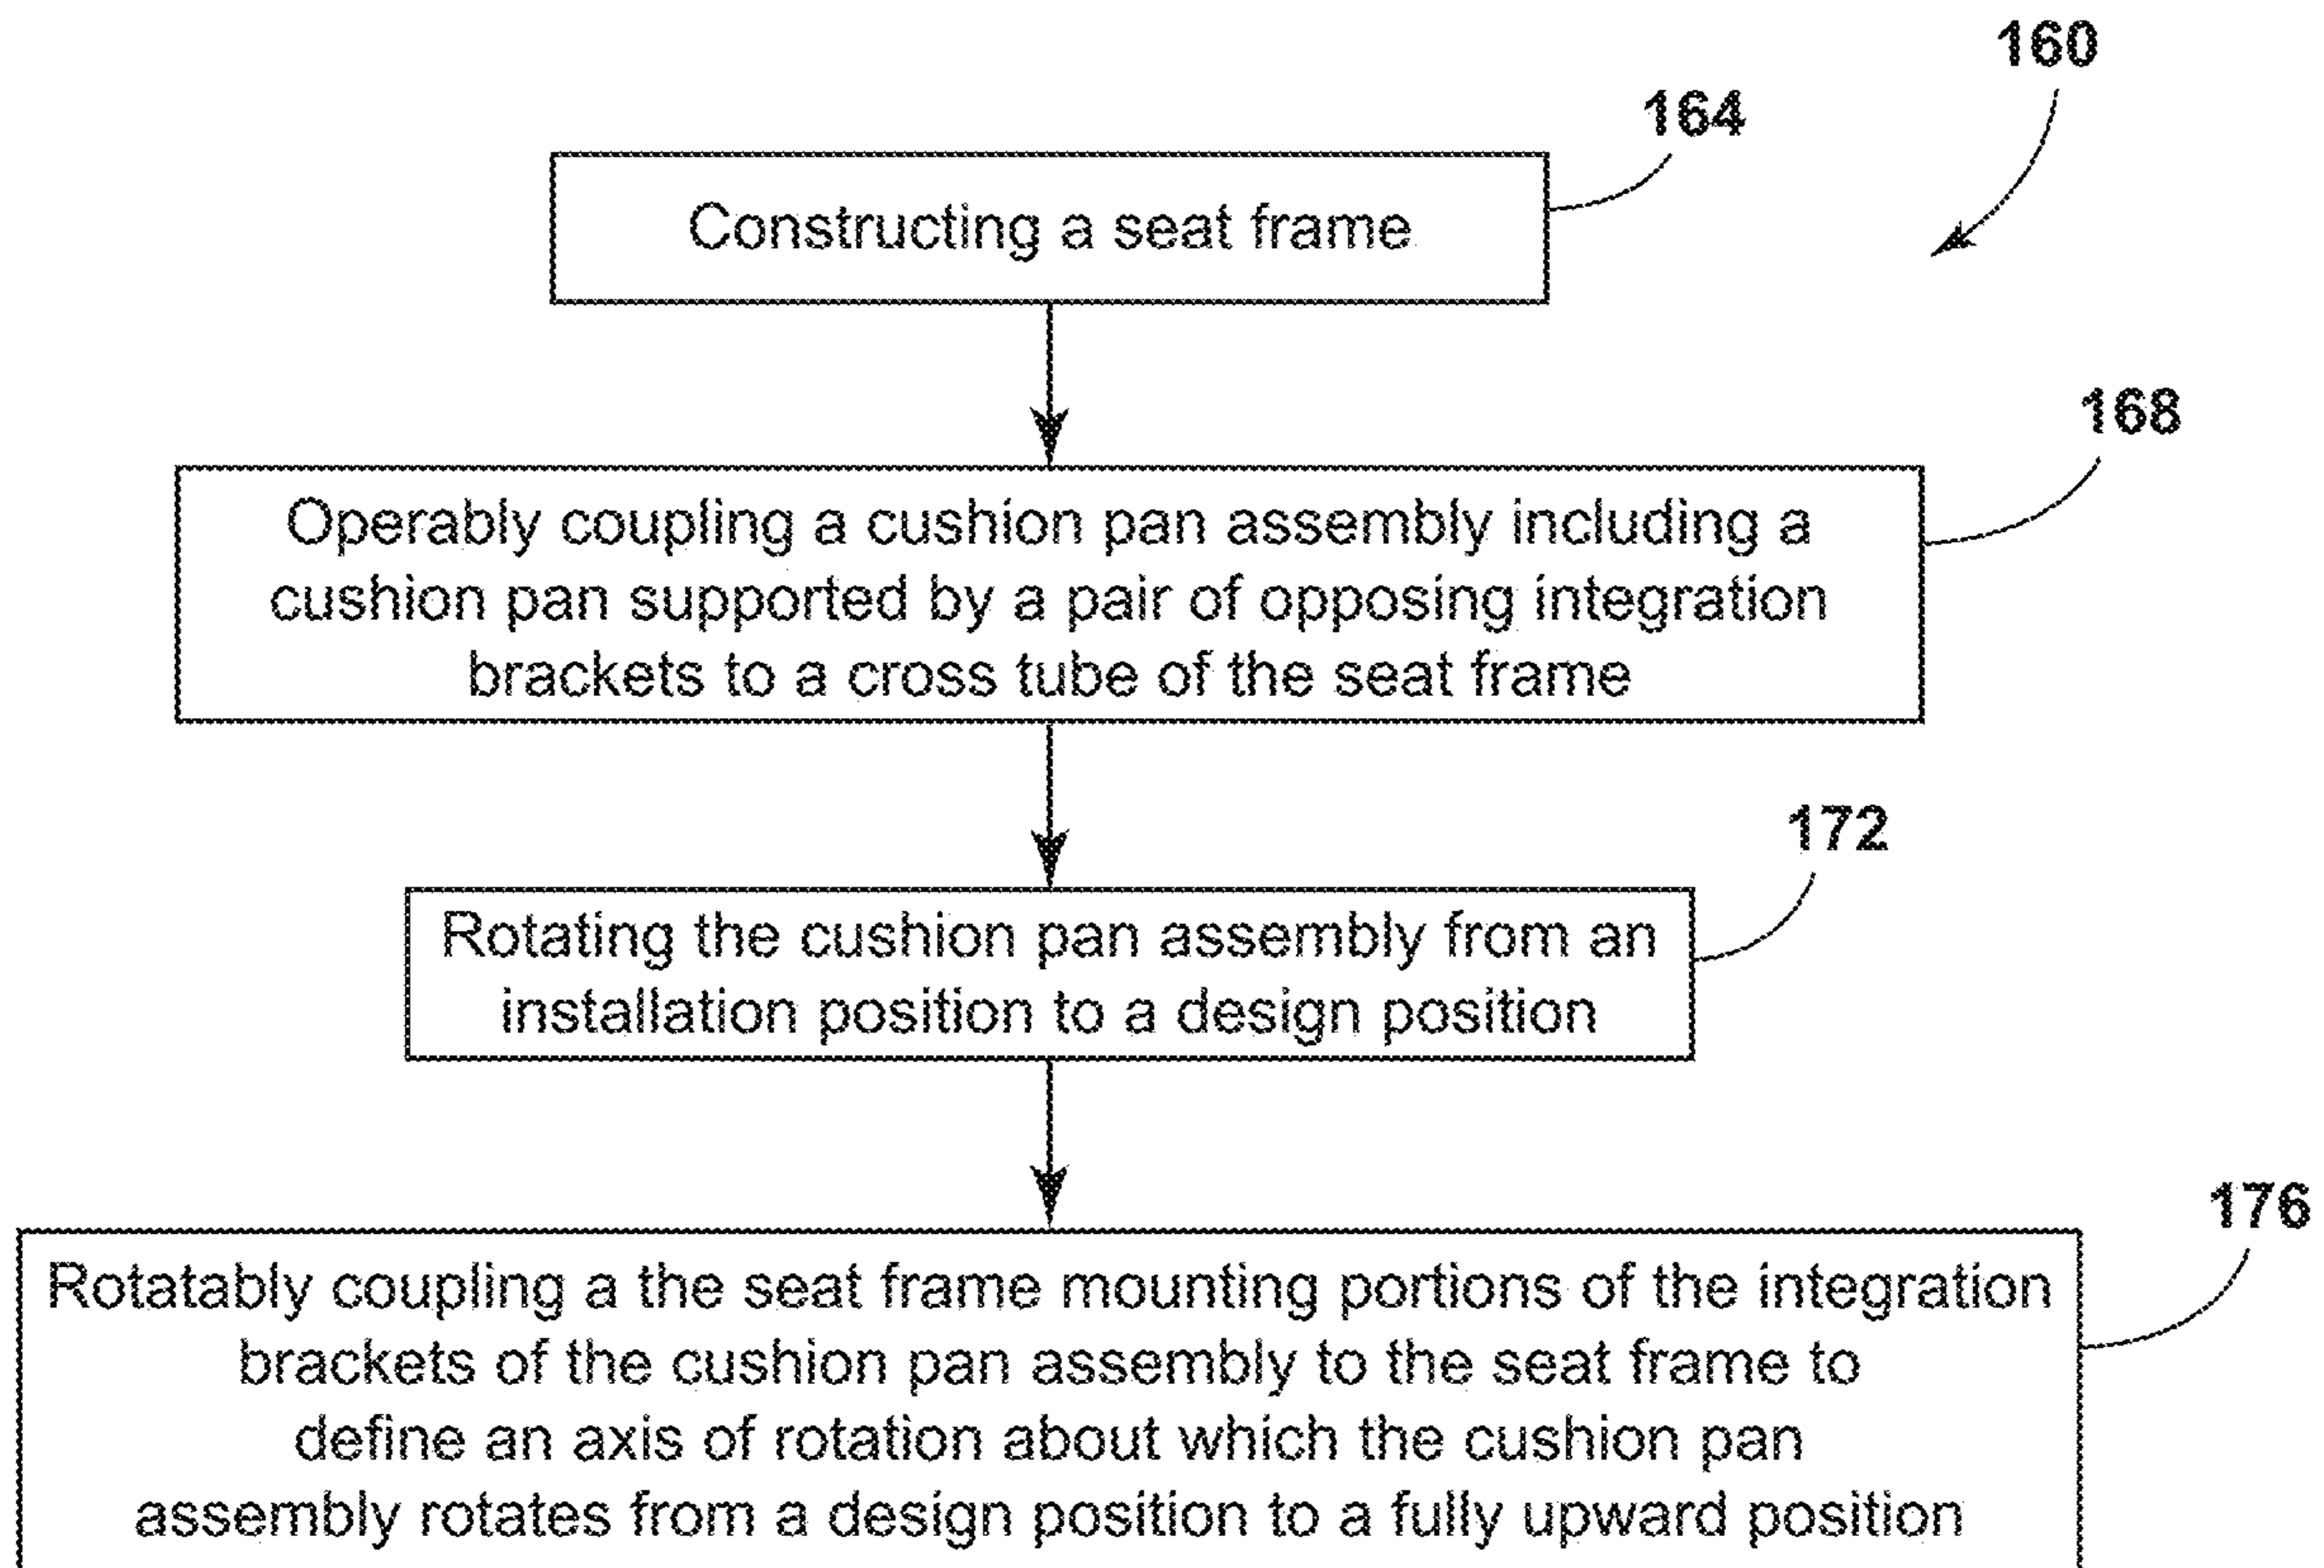 160
164
Constructing a seat frame
168
Operably coupling a cushion pan assembly including a
cushion pan supported by a pair of opposing integration
brackets to a cross tube of the seat frame
172
Rotating the cushion pan assembly from an
installation position to a design position
176
Rotatably coupling a the seat frame mounting portions of the integration
brackets of the cushion pan assembly to the seat frame to
define an axis of rotation about which the cushion pan
assembly rotates from a design position to a fully upward position